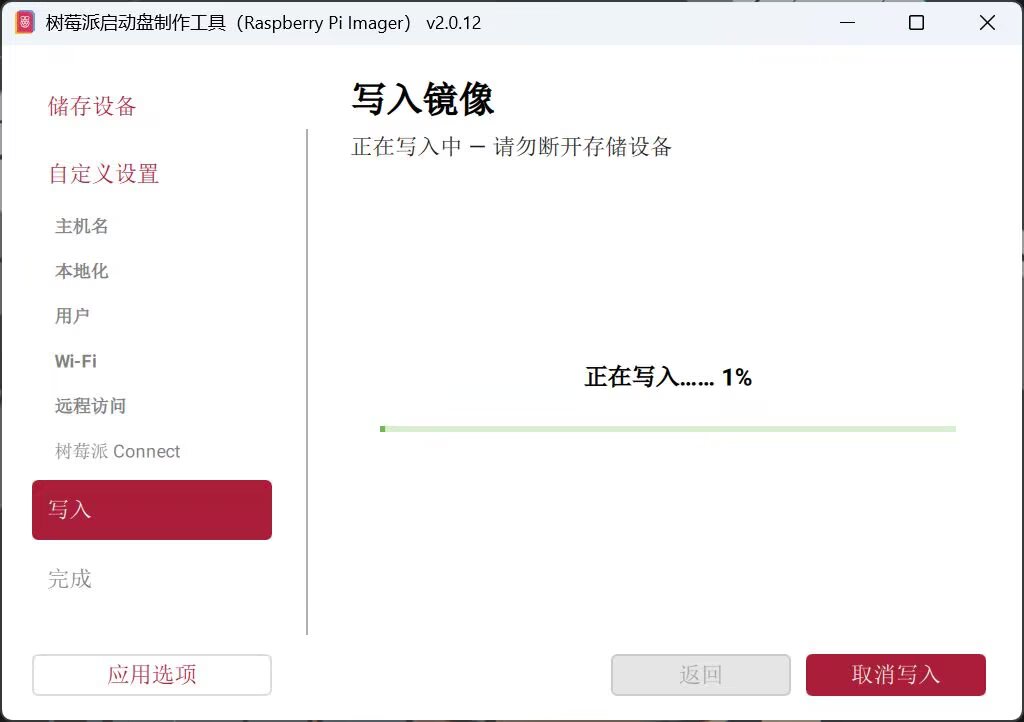 树莓派启动盘制作工具（Raspberry Pi Imager） v2.0.12
储存设备
自定义设置
主机名
本地化
用户
Wi-Fi
远程访问
树莓派 Connect
写入
完成
应用选项
写入镜像
正在写入中 — 请勿断开存储设备
正在写入…… 1%
返回
取消写入